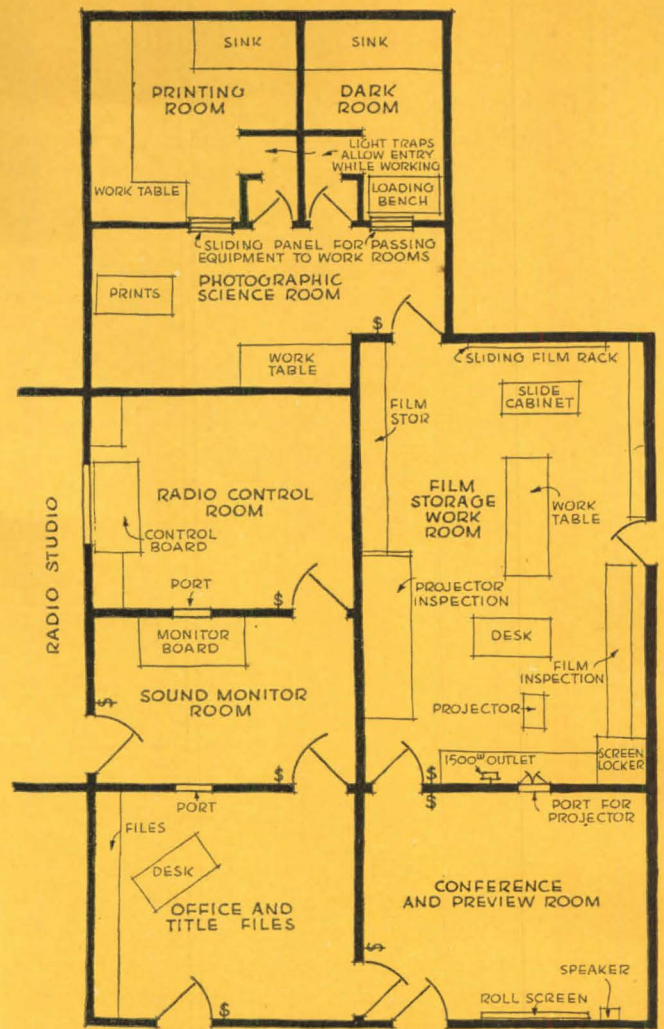 SINK
SINK
PRINTING
ROOM
DARK
ROOM
LIGHT TRAPS
ALLOW ENTRY
WHILE WORKING
WORK TABLE
LOADING
BENCH
SLIDING PANEL FOR PASSING
EQUIPMENT TO WORK ROOMS
PHOTOGRAPHIC
SCIENCE ROOM
PRINTS
$
WORK
TABLE
SLIDING FILM RACK
SLIDE
CABINET
FILM
STOR
RADIO CONTROL
ROOM
FILM
STORAGE
WORK
ROOM
WORK
TABLE
CONTROL
BOARD
RADIO STUDIO
PORT
$
PROJECTOR
INSPECTION
MONITOR
BOARD
DESK
FILM
INSPECTION
SOUND MONITOR
ROOM
$
PROJECTOR
1500W OUTLET
SCREEN
LOCKER
$
$
$
PORT
PORT FOR
PROJECTOR
FILES
DESK
OFFICE AND
TITLE FILES
CONFERENCE
AND PREVIEW ROOM
$
SPEAKER
ROLL SCREEN
$